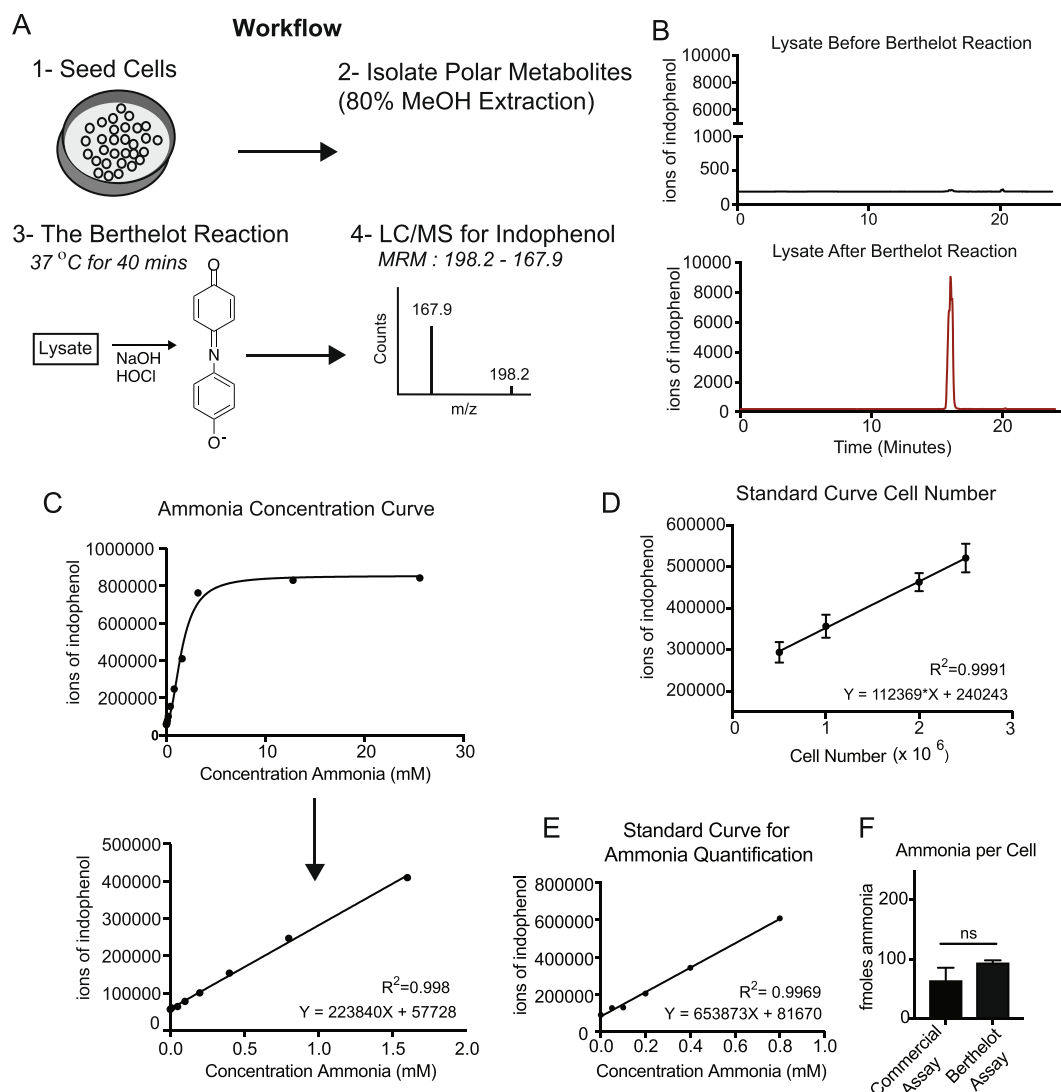 A
Workflow
1- Seed Cells
2- Isolate Polar Metabolites
(80% MeOH Extraction)
3- The Berthelot Reaction
37 °C for 40 mins
Lysate
NaOH
HOCl
O
N
O-
4- LC/MS for Indophenol
MRM : 198.2 - 167.9
Counts
167.9
198.2
m/z
B
Lysate Before Berthelot Reaction
ions of indophenol
10000
8000
6000
1000
500
0
0 10 20
Lysate After Berthelot Reaction
ions of indophenol
10000
8000
6000
4000
2000
0
0 10 20
Time (Minutes)
C
Ammonia Concentration Curve
ions of indophenol
1000000
800000
600000
400000
200000
0
0 10 20 30
Concentration Ammonia (mM)
ions of indophenol
500000
400000
300000
200000
100000
0
R²=0.998
Y = 223840X + 57728
0.0 0.5 1.0 1.5 2.0
Concentration Ammonia (mM)
D
Standard Curve Cell Number
ions of indophenol
600000
500000
400000
300000
200000
R²=0.9991
Y = 112369*X + 240243
0 1 2 3
Cell Number (x 10 6)
E
Standard Curve for
Ammonia Quantification
ions of indophenol
800000
600000
400000
200000
0
R²= 0.9969
Y = 653873X + 81670
0.0 0.2 0.4 0.6 0.8 1.0
Concentration Ammonia (mM)
F
Ammonia per Cell
fmoles ammonia
200
100
0
ns
Commercial
Assay
Berthelot
Assay